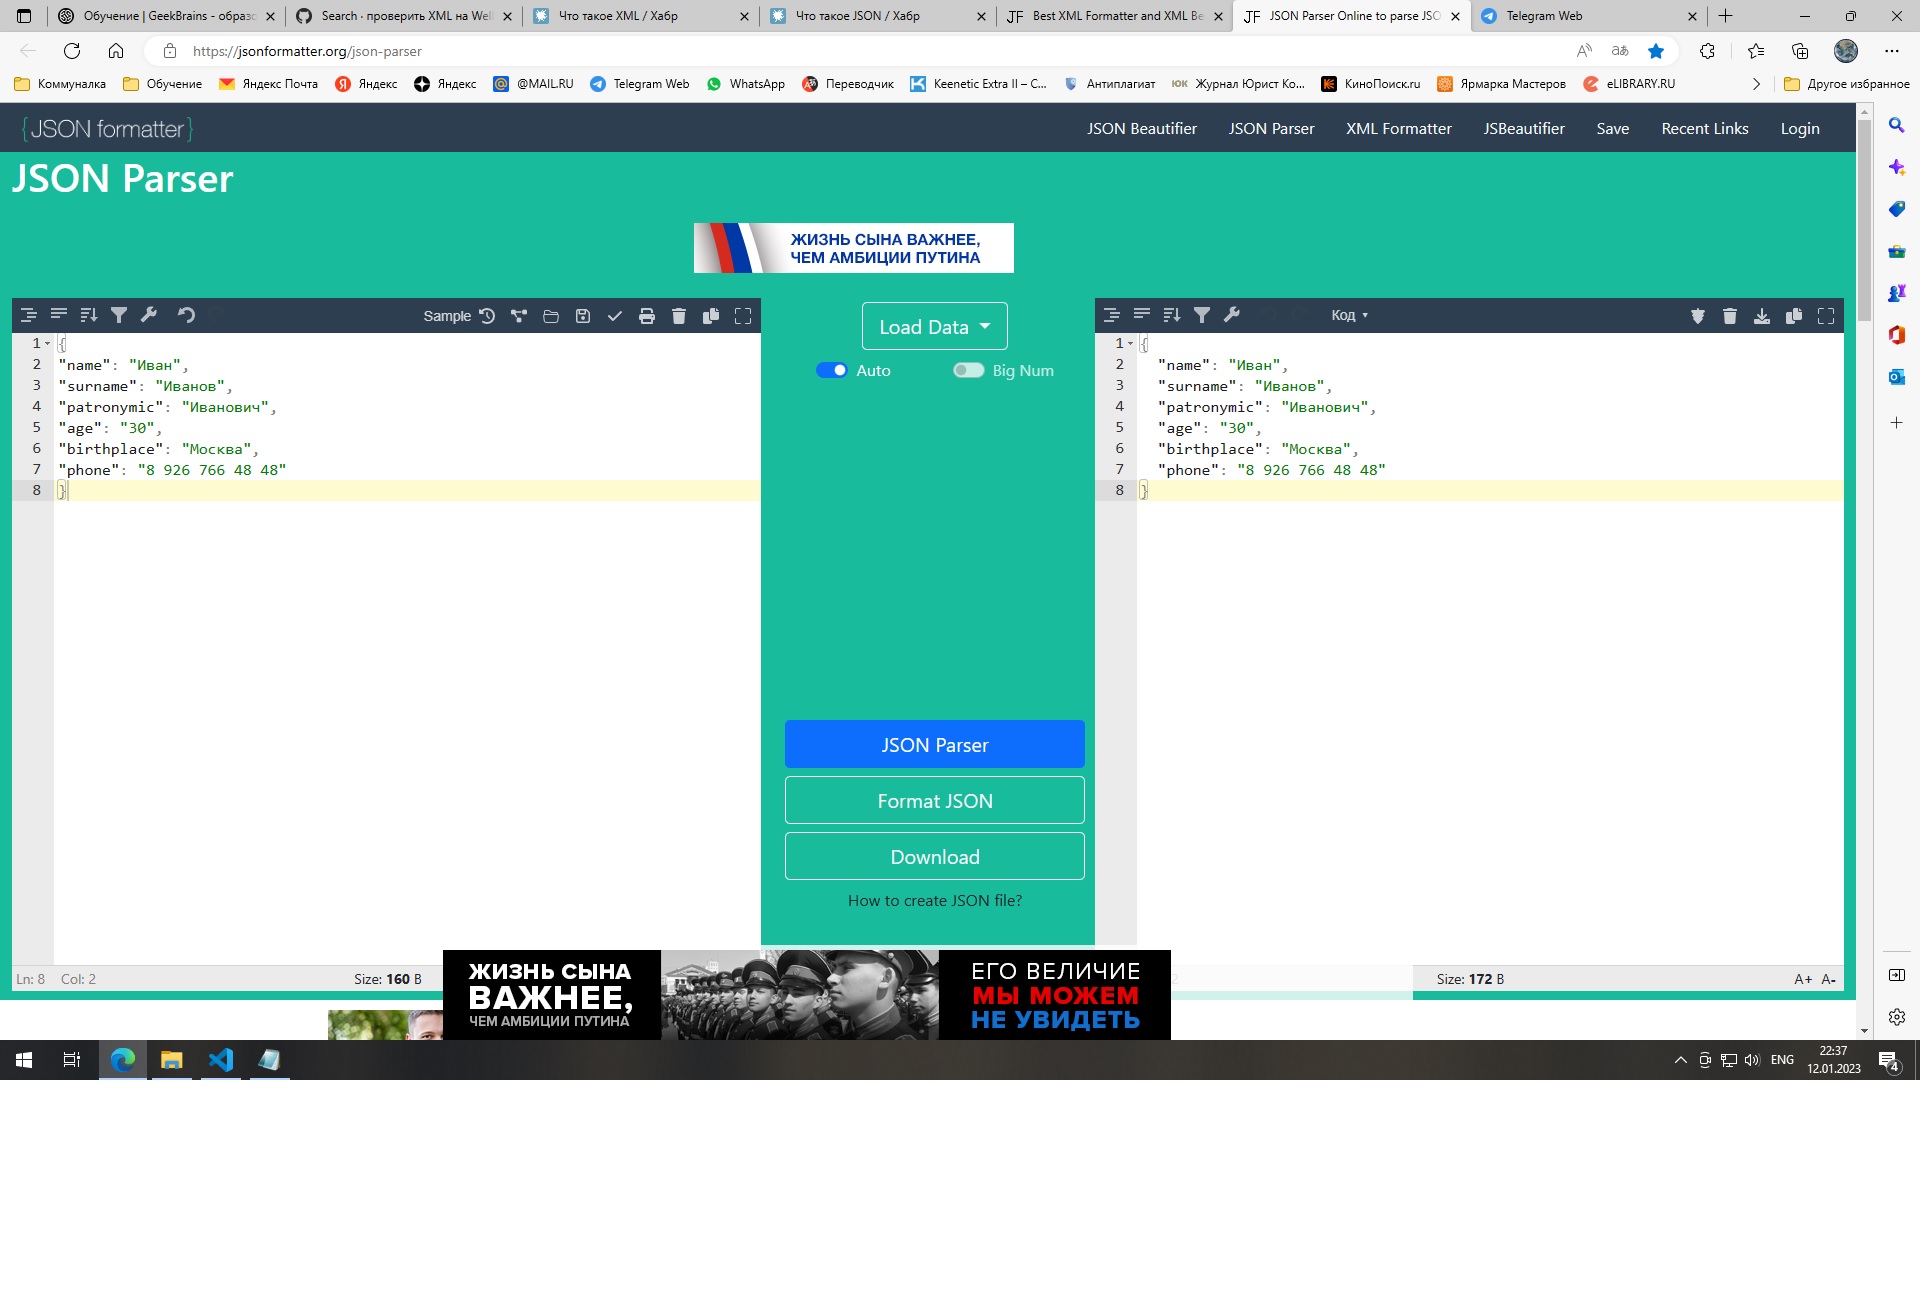 Обучение | GeekBrains - образо
Search · проверить XML на Well
Что такое XML / Хабр
Что такое JSON / Хабр
JF Best XML Formatter and XML Be
JF JSON Parser Online to parse JSO
Telegram Web
https://jsonformatter.org/json-parser
Коммуналка
Обучение
Яндекс Почта
Яндекс
Яндекс
@MAIL.RU
Telegram Web
WhatsApp
Переводчик
Keenetic Extra II – C...
Антиплагиат
ЮК Журнал Юрист Ко...
КиноПоиск.ru
Ярмарка Мастеров
eLIBRARY.RU
Другое избранное
{JSON formatter}
JSON Beautifier
JSON Parser
XML Formatter
JSBeautifier
Save
Recent Links
Login
JSON Parser
ЖИЗНЬ СЫНА ВАЖНЕЕ,
ЧЕМ АМБИЦИИ ПУТИНА
Sample
1 {
2 "name": "Иван",
3 "surname": "Иванов",
4 "patronymic": "Иванович",
5 "age": "30",
6 "birthplace": "Москва",
7 "phone": "8 926 766 48 48"
8 }
Ln: 8 Col: 2
Size: 160 B
Load Data
Auto
Big Num
JSON Parser
Format JSON
Download
How to create JSON file?
Код
1 {
2 "name": "Иван",
3 "surname": "Иванов",
4 "patronymic": "Иванович",
5 "age": "30",
6 "birthplace": "Москва",
7 "phone": "8 926 766 48 48"
8 }
2
Size: 172 B
A+ A-
ЖИЗНЬ СЫНА
ВАЖНЕЕ,
ЧЕМ АМБИЦИИ ПУТИНА
ЕГО ВЕЛИЧИЕ
МЫ МОЖЕМ
НЕ УВИДЕТЬ
ENG
22:37
12.01.2023
4